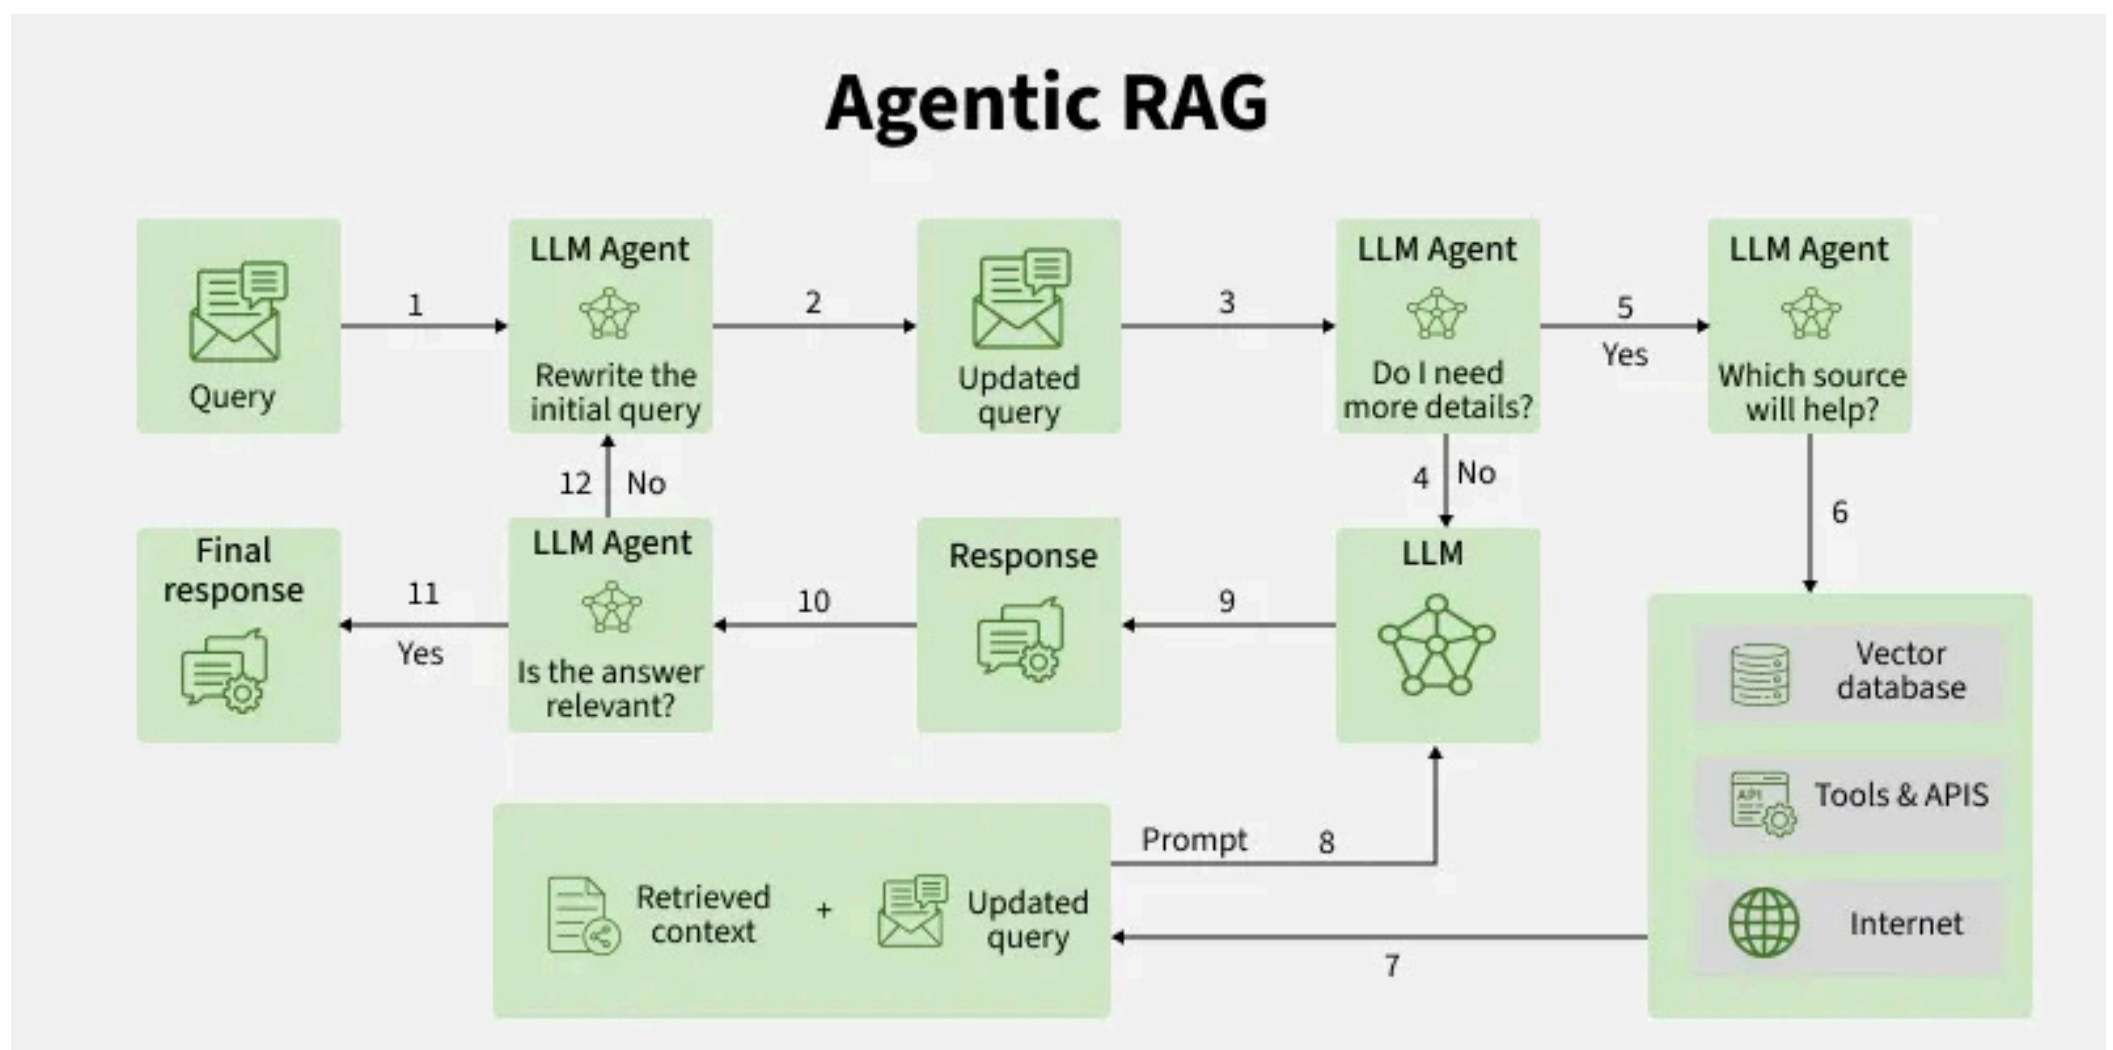 Agentic RAG
Query
1
LLM Agent
Rewrite the
initial query
2
Updated
query
3
LLM Agent
Do I need
more details?
5
Yes
LLM Agent
Which source
will help?
12 No
4 No
6
Final
response
11
Yes
LLM Agent
Is the answer
relevant?
10
Response
9
LLM
Vector
database
Tools & APIS
Internet
Retrieved
context
+
Updated
query
Prompt 8
7
API